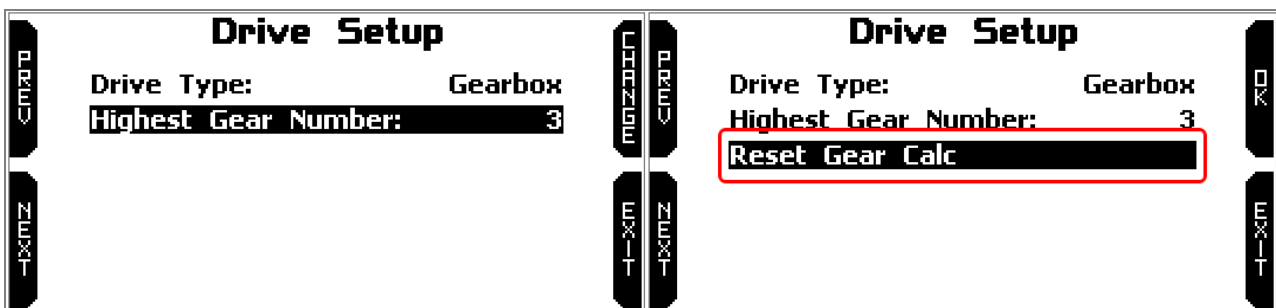 Drive Setup
PREV
CHANGE
Drive Type: Gearbox
Highest Gear Number: 3
NEXT
EXIT
Drive Setup
PREV
OK
Drive Type: Gearbox
Highest Gear Number: 3
Reset Gear Calc
NEXT
EXIT